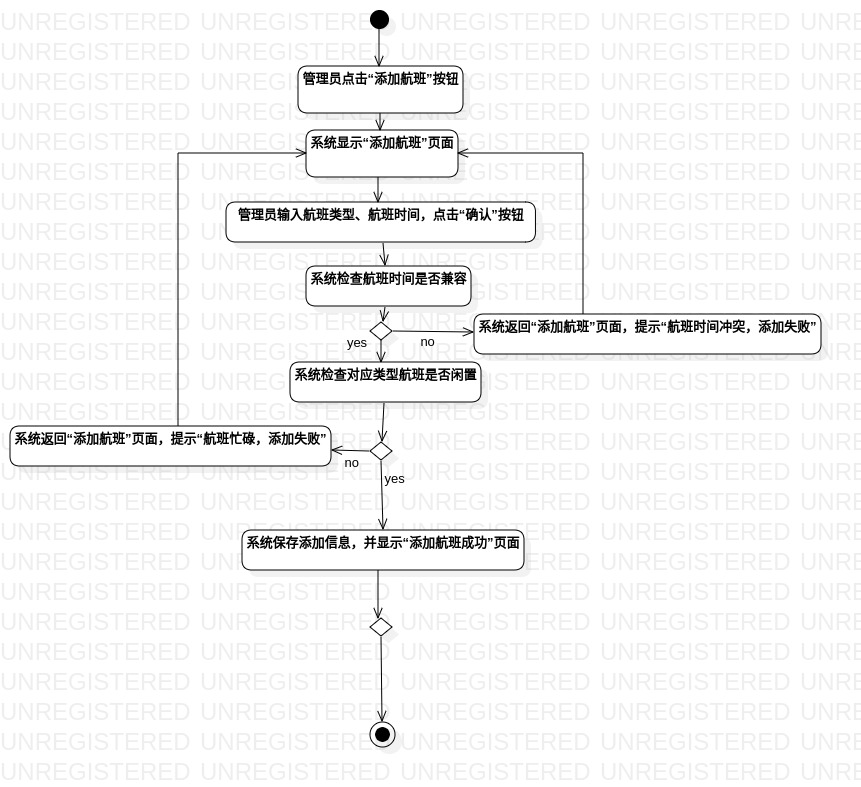 管理员点击“添加航班”按钮
系统显示“添加航班”页面
管理员输入航班类型、航班时间，点击“确认”按钮
系统检查航班时间是否兼容
系统返回“添加航班”页面，提示“航班时间冲突，添加失败”
yes
no
系统检查对应类型航班是否闲置
系统返回“添加航班”页面，提示“航班忙碌，添加失败”
no
yes
系统保存添加信息，并显示“添加航班成功”页面
UNREGISTERED